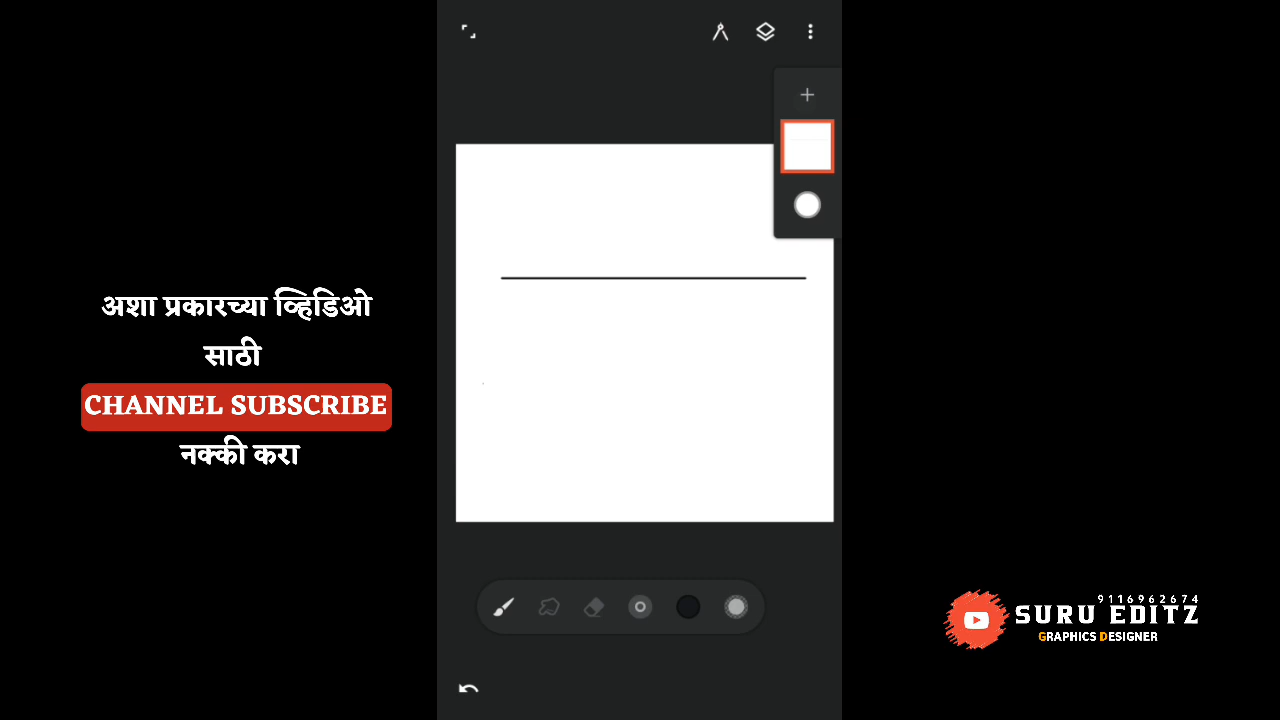 अशा प्रकारच्या व्हिडिओ
साठी
CHANNEL SUBSCRIBE
नक्की करा
9116962674
SURU EDITZ
GRAPHICS DESIGNER